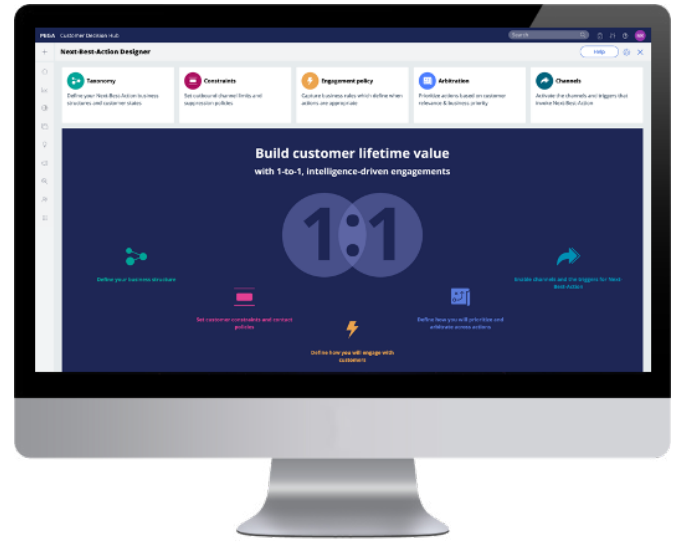 PEGA Customer Decision Hub
Search
Next-Best-Action Designer
Help
Taxonomy
Define your Next-Best-Action business
structures and customer states
Constraints
Set outbound channel limits and
suppression policies
Engagement policy
Capture business rules which define when
actions are appropriate
Arbitration
Prioritize actions based on customer
relevance & business priority
Channels
Activate the channels and triggers that
invoke Next-Best-Action
Build customer lifetime value
with 1-to-1, intelligence-driven engagements
1:1
Define your business structure
Set customer constraints and contact
policies
Define how you will engage with
customers
Define how you will prioritize and
arbitrate across actions
Enable channels and the triggers for Next-
Best-Action